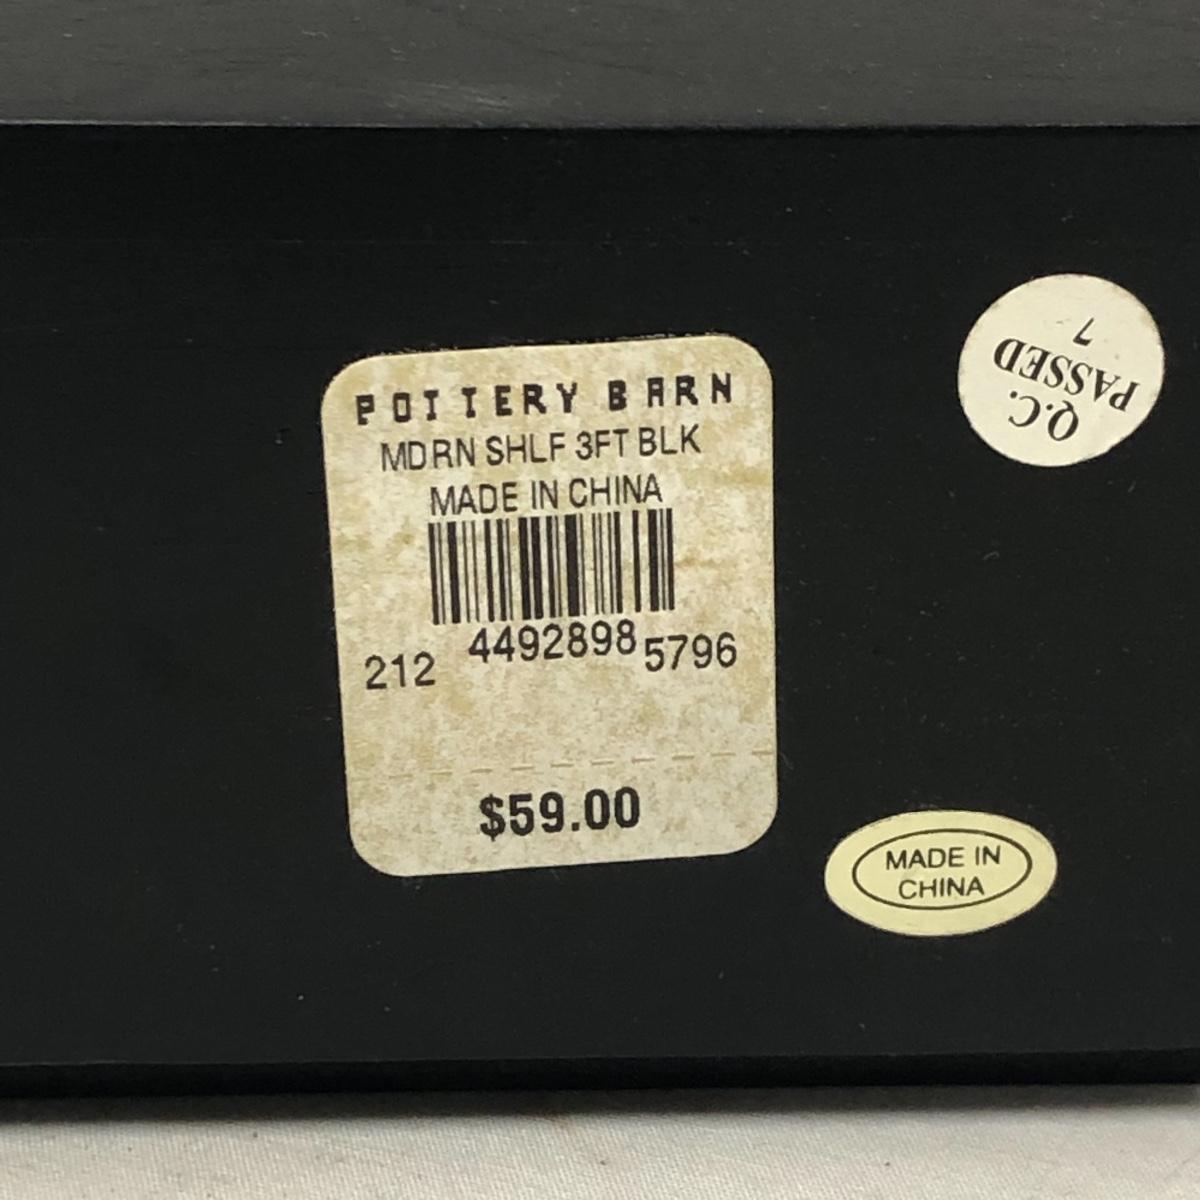 POTTERY BARN
MDRN SHLF 3FT BLK
MADE IN CHINA
212 4492898 5796
$59.00
Q.C.
PASSED
7
MADE IN
CHINA